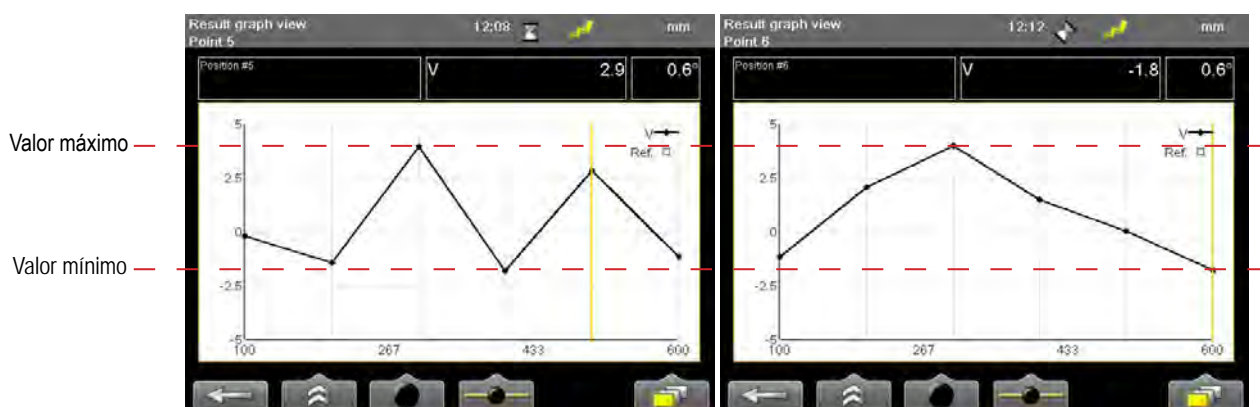 Result graph view
Point 5
12:08
mm
Position #5
V
2.9
0.6°
Valor máximo
Valor mínimo
5
2.5
0
-2.5
-5
V
Ref.
100
267
433
600
Result graph view
Point 6
12:12
mm
Position #6
V
-1.8
0.6°
5
2.5
0
-2.5
-5
V
Ref.
100
267
433
600